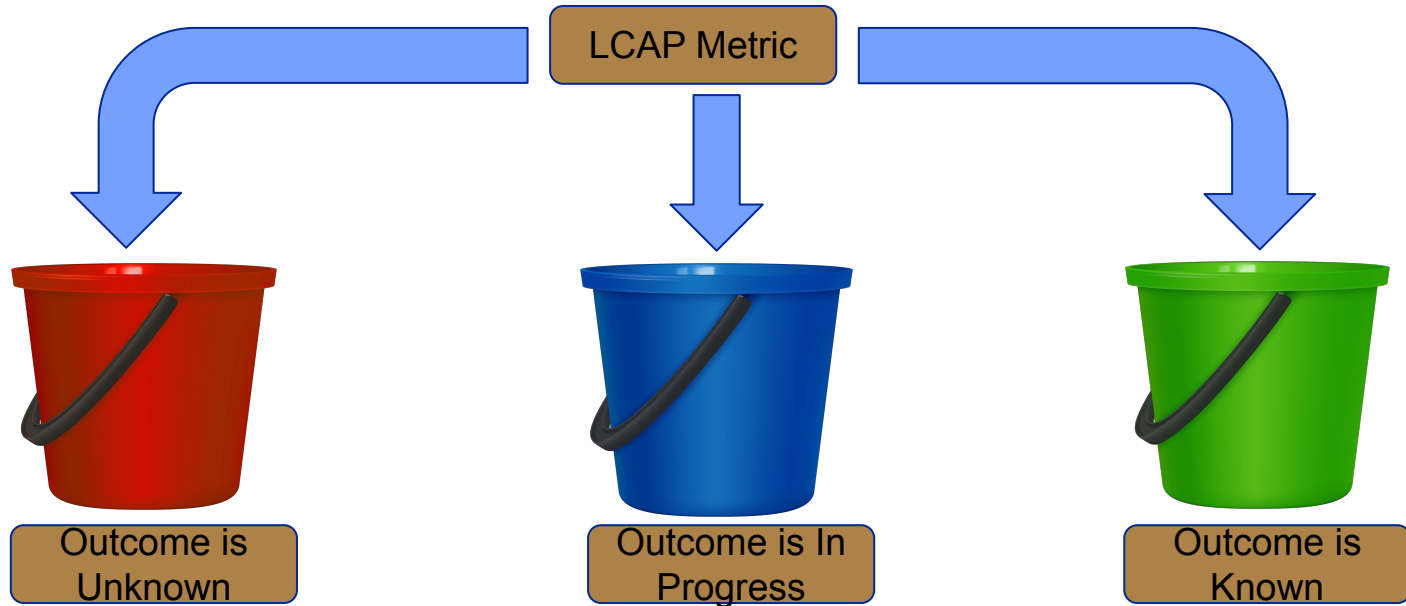 LCAP Metric
Outcome is
Unknown
Outcome is In
Progress
Outcome is
Known